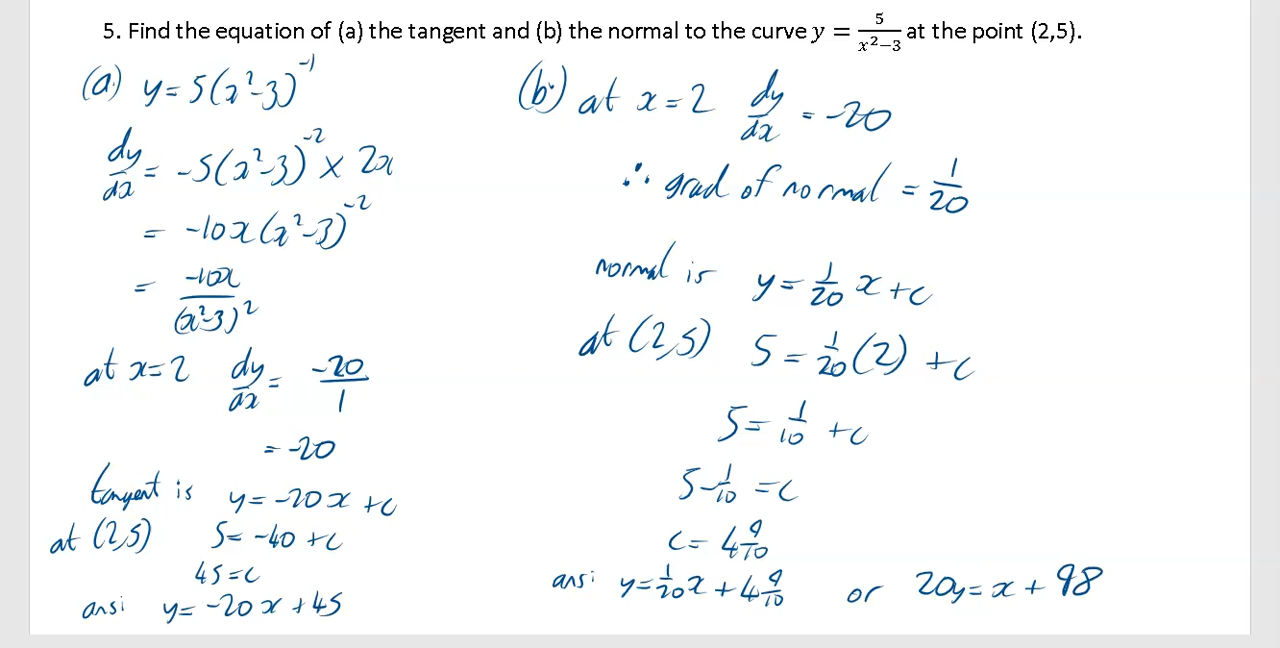 5. Find the equation of (a) the tangent and (b) the normal to the curve y = 5/(x²−3) at the point (2,5).
(a) y = 5(x²-3)⁻¹
dy/dx = -5(x²-3)⁻² × 2x
= -10x(x²-3)⁻²
= -10x/(x²-3)²
at x=2 dy/dx = -20/1
= -20
tangent is y = -20x + c
at (2,5) 5 = -40 + c
45 = c
ans: y = -20x + 45
(b) at x = 2 dy/dx = -20
∴ grad of normal = 1/20
normal is y = 1/20 x + c
at (2,5) 5 = 1/20 (2) + c
5 = 1/10 + c
5 - 1/10 = c
c = 4 9/10
ans: y = 1/20 x + 4 9/10 or 20y = x + 98